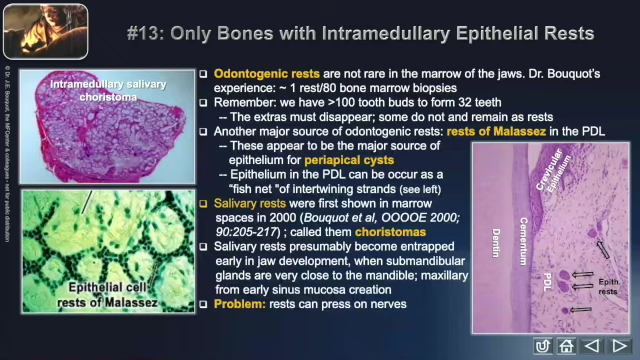 #13: Only Bones with Intramedullary Epithelial Rests
© Dr. J.E. Bouquot, the MFCenter & colleagues - not for public distribution
Intramedullary salivary
choristoma
Epithelial cell
rests of Malassez
Odontogenic rests are not rare in the marrow of the jaws. Dr. Bouquot's
experience: ~ 1 rest/80 bone marrow biopsies
Remember: we have >100 tooth buds to form 32 teeth
-- The extras must disappear; some do not and remain as rests
Another major source of odontogenic rests: rests of Malassez in the PDL
-- These appear to be the major source of
epithelium for periapical cysts
-- Epithelium in the PDL can be occur as a
"fish net "of intertwining strands (see left)
Salivary rests were first shown in marrow
spaces in 2000 (Bouquot et al, OOOOE 2000;
90:205-217) ; called them choristomas
Salivary rests presumably become entrapped
early in jaw development, when submandibular
glands are very close to the mandible; maxillary
from early sinus mucosa creation
Problem: rests can press on nerves
Crevicular
Epithelium
Dentin
Cementum
PDL
Epith.
rests